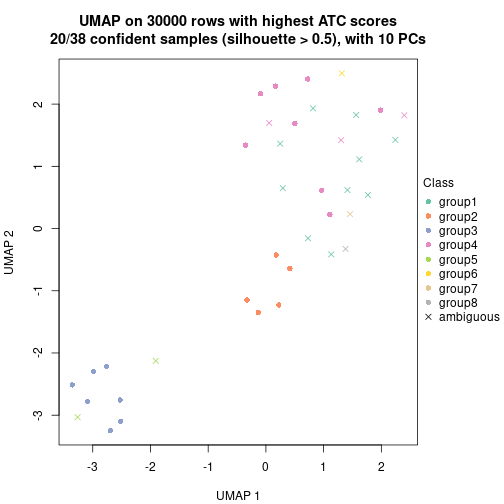 UMAP on 30000 rows with highest ATC scores
20/38 confident samples (silhouette > 0.5), with 10 PCs
2
1
0
-1
-2
-3
UMAP 2
-3
-2
-1
0
1
2
UMAP 1
Class
group1
group2
group3
group4
group5
group6
group7
group8
ambiguous